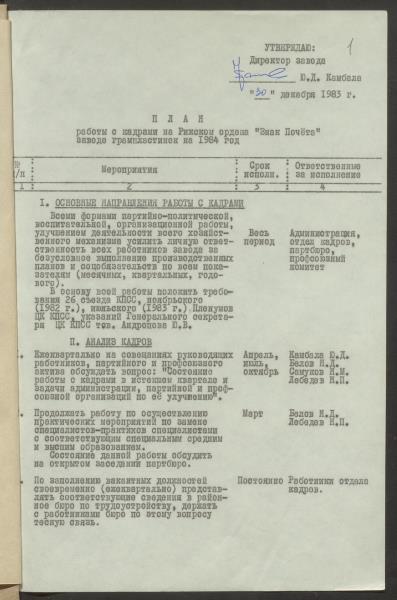 1
УТВЕРЖДАЮ:
Директор завода
Ю.Д. Камбала
"30" декабря 1983 г.
П Л А Н
работы с кадрами на Рижском ордена "Знак Почёта"
заводе грампластинок на 1984 год
№ п/п : Мероприятия : Срок исполн. : Ответственные за исполнение
1 : 2 : 3 : 4
I. ОСНОВНЫЕ НАПРАВЛЕНИЯ РАБОТЫ С КАДРАМИ
Всеми формами партийно-политической,
воспитательной, организационной работы,
улучшением деятельности всего хозяйст-
венного механизма усилить личную ответ- Весь Администрация,
ственность всех работников завода за период отдел кадров,
безусловное выполнение производственных партбюро,
планов и соцобязательств по всем пока- профсоюзный
зателям (месячных, квартальных, годо- комитет
вого).
В основу всей работы положить требо-
вания 26 съезда КПСС, ноябрьского
(1982 г.), июньского (1983 г.) Пленумов
ЦК КПСС, указаний Генерального секрета-
ря ЦК КПСС тов. Андропова Ю.В.
П. АНАЛИЗ КАДРОВ
Ежеквартально на совещаниях руководящих Апрель, Камбала Ю.Д.
работников, партийного и профсоюзного июль, Белов Н.Д.
актива обсуждать вопрос: "Состояние октябрь Самухов Н.М.
работы с кадрами в истекшем квартале и Лебедев Н.П.
задачи администрации, партийной и проф-
союзной организаций по её улучшению".
Продолжать работу по осуществлению Март Белов Н.Д.
практических мероприятий по замене Лебедев Н.П.
специалистов-практиков специалистами
с соответствующим специальным средним
и высшим образованием.
Состояние данной работы обсудить
на открытом заседании партбюро.
По заполнению вакантных должностей Постоянно Работники отдела
своевременно (ежеквартально) представ- кадров.
лять соответствующие сведения в район-
ное бюро по трудоустройству, держать
с работниками бюро по этому вопросу
тесную связь.